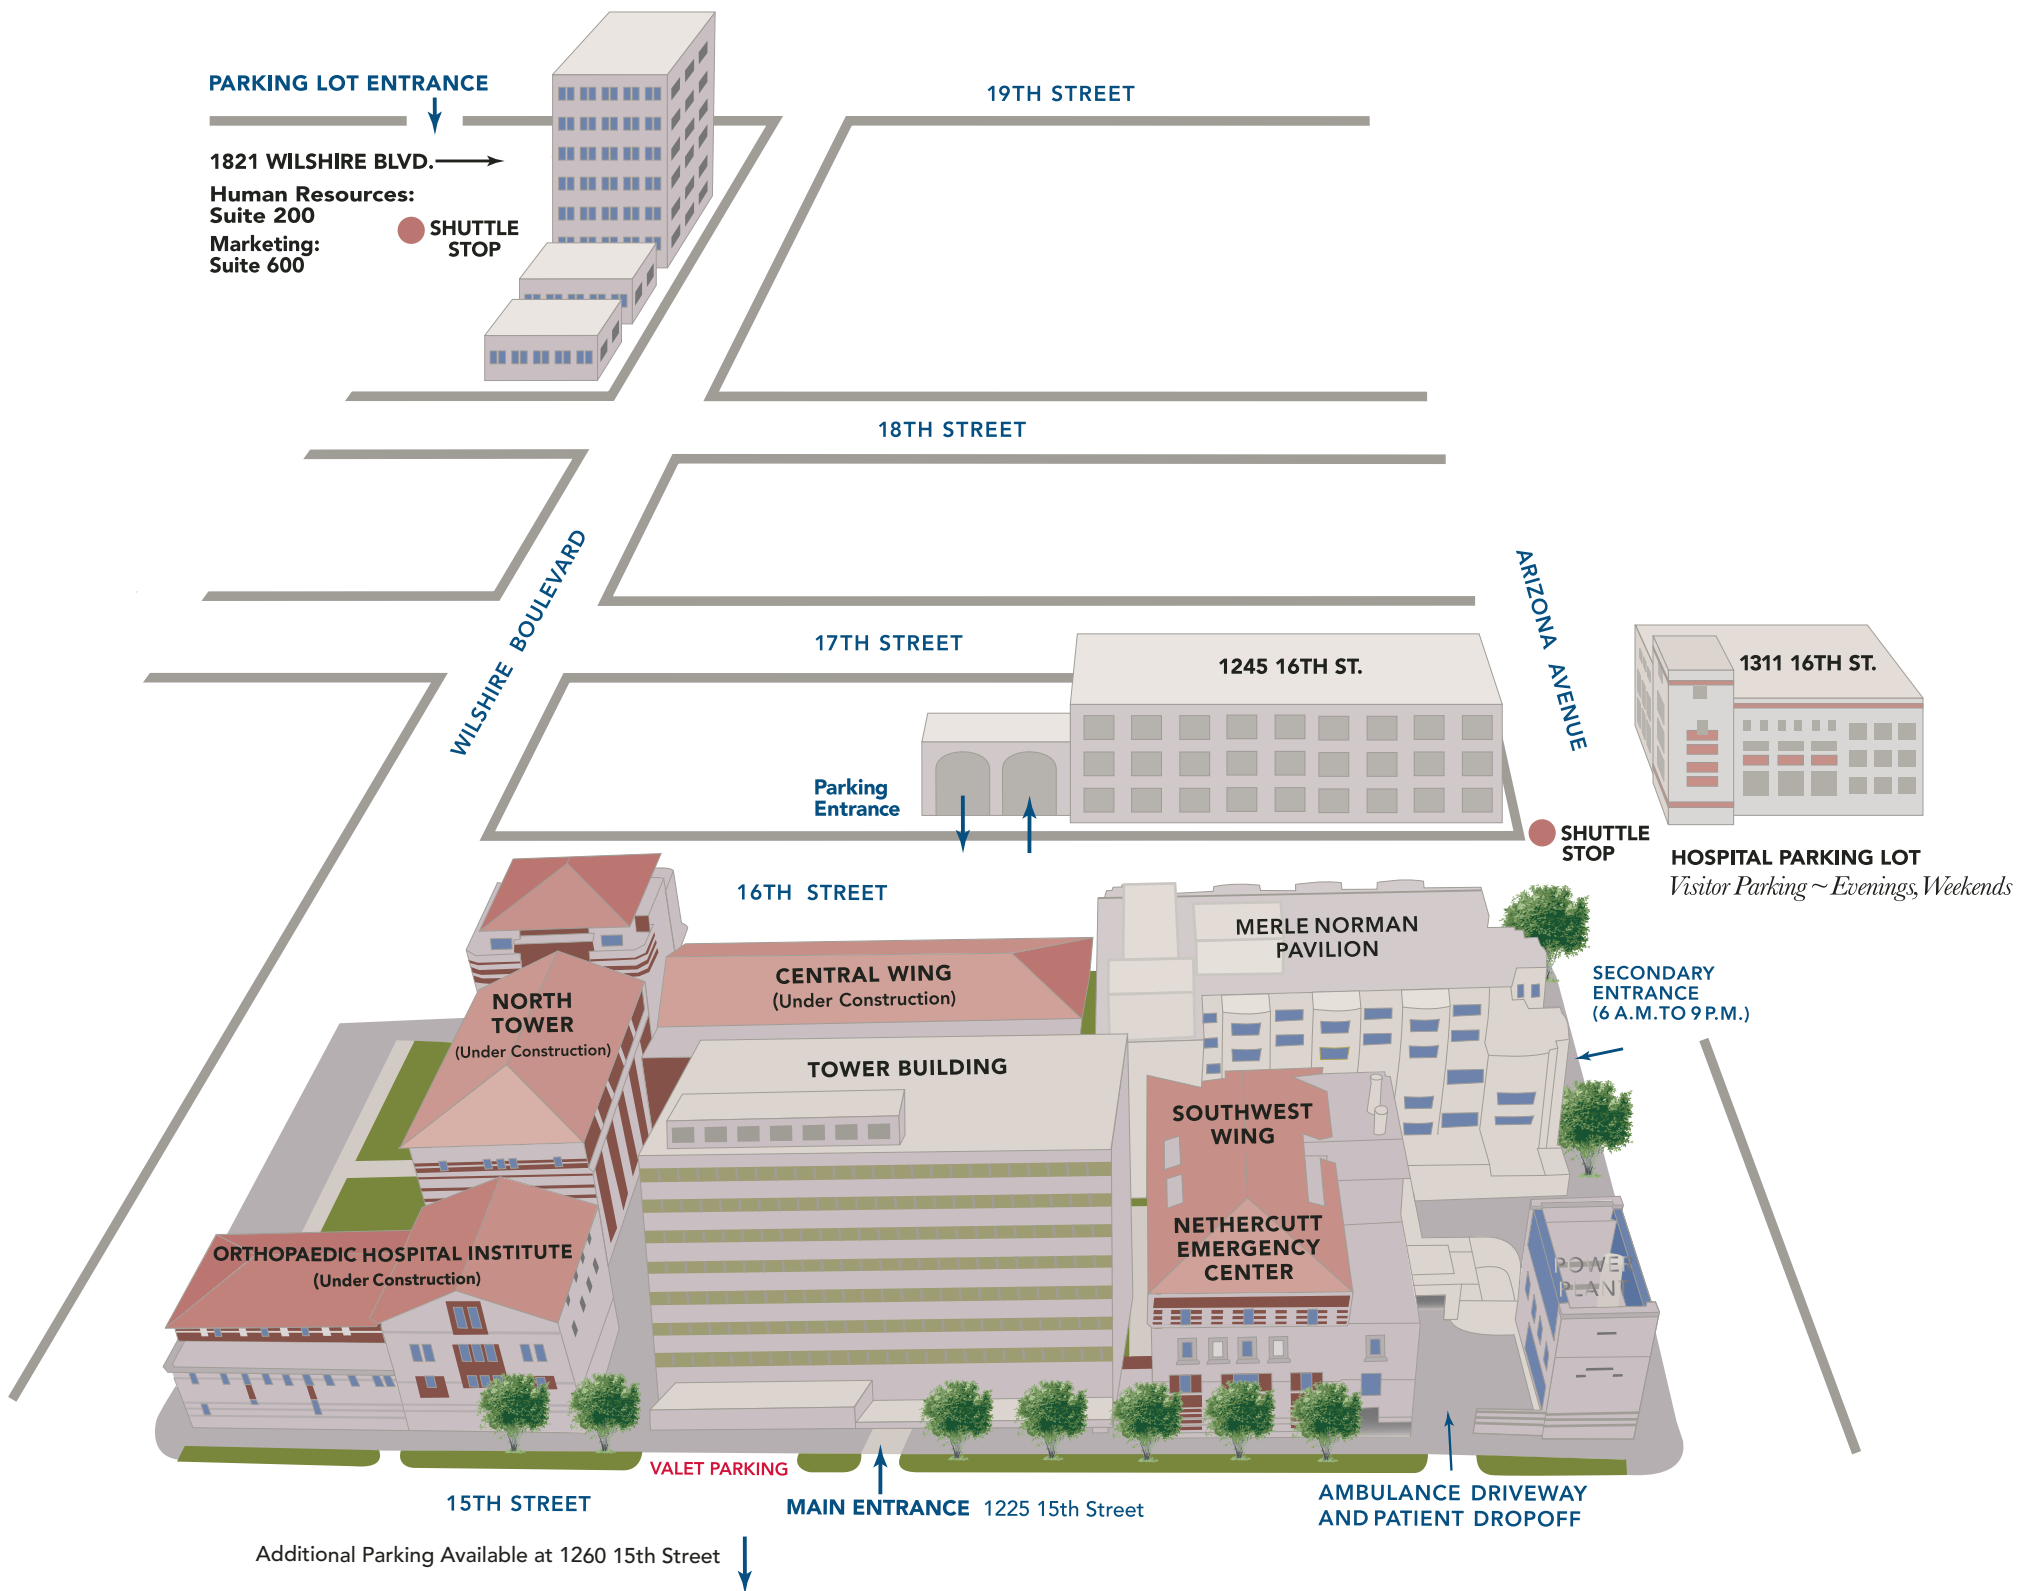 PARKING LOT ENTRANCE
19TH STREET
1821 WILSHIRE BLVD.
Human Resources:
Suite 200
Marketing:
Suite 600
SHUTTLE
STOP
18TH STREET
WILSHIRE BOULEVARD
ARIZONA AVENUE
17TH STREET
1245 16TH ST.
1311 16TH ST.
Parking
Entrance
SHUTTLE
STOP
HOSPITAL PARKING LOT
Visitor Parking ~ Evenings, Weekends
16TH STREET
MERLE NORMAN
PAVILION
CENTRAL WING
(Under Construction)
NORTH
TOWER
(Under Construction)
SECONDARY
ENTRANCE
(6 A.M. TO 9 P.M.)
TOWER BUILDING
SOUTHWEST
WING
NETHERCUTT
EMERGENCY
CENTER
ORTHOPAEDIC HOSPITAL INSTITUTE
(Under Construction)
POWER
PLANT
VALET PARKING
15TH STREET
MAIN ENTRANCE 1225 15th Street
AMBULANCE DRIVEWAY
AND PATIENT DROPOFF
Additional Parking Available at 1260 15th Street